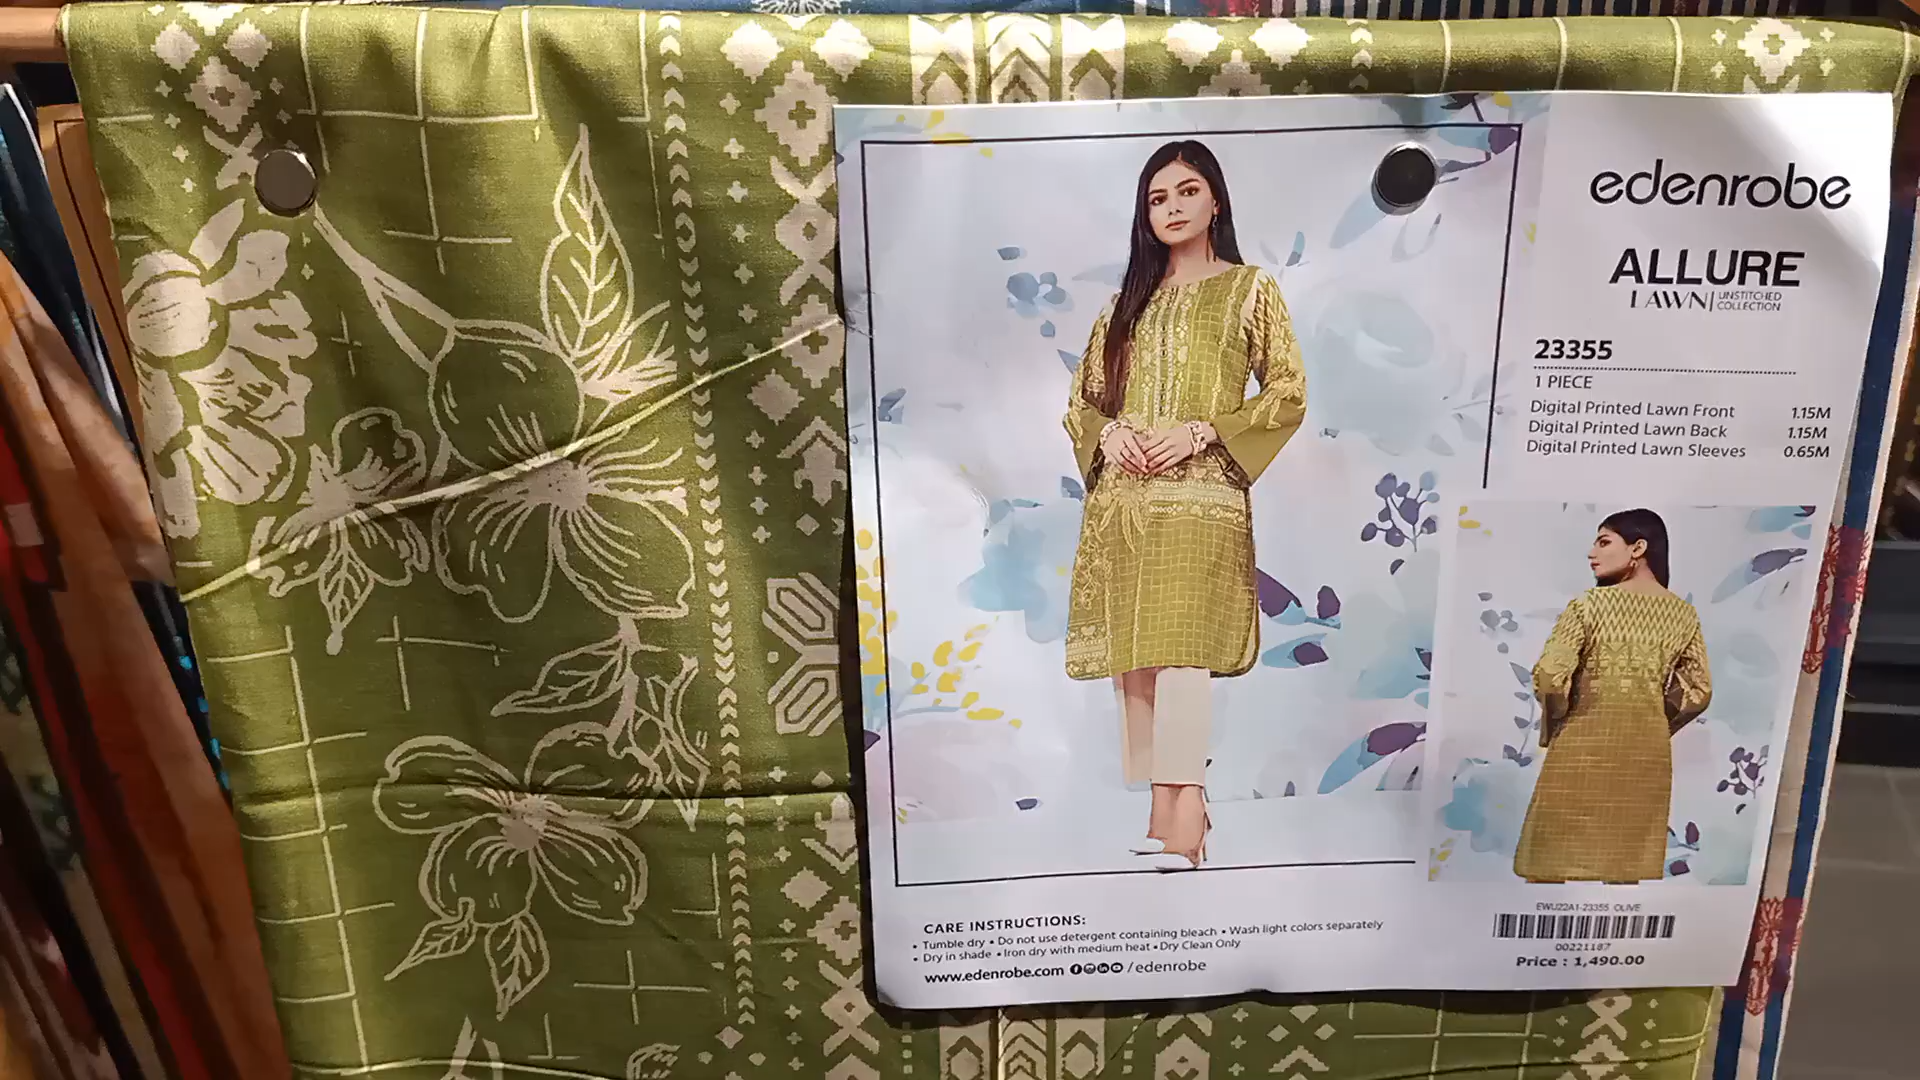 edenrobe
ALLURE
LAWN | UNSTITCHED COLLECTION
23355
1 PIECE
Digital Printed Lawn Front 1.15M
Digital Printed Lawn Back 1.15M
Digital Printed Lawn Sleeves 0.65M
EWU22A1-23355 OLIVE
00221187
Price : 1,490.00
CARE INSTRUCTIONS:
• Tumble dry • Do not use detergent containing bleach • Wash light colors separately
• Dry in shade • Iron dry with medium heat • Dry Clean Only
www.edenrobe.com /edenrobe